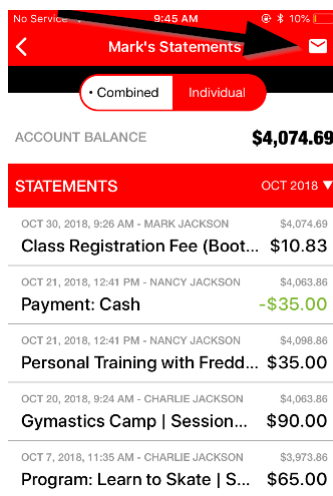 No Service 9:45 AM 10%
Mark's Statements
• Combined Individual
ACCOUNT BALANCE $4,074.69
STATEMENTS OCT 2018 ▼
OCT 30, 2018, 9:26 AM - MARK JACKSON $4,074.69
Class Registration Fee (Boot... $10.83
OCT 21, 2018, 12:41 PM - NANCY JACKSON $4,063.86
Payment: Cash -$35.00
OCT 21, 2018, 12:41 PM - NANCY JACKSON $4,098.86
Personal Training with Fredd... $35.00
OCT 20, 2018, 9:24 AM - CHARLIE JACKSON $4,063.86
Gymastics Camp | Session... $90.00
OCT 7, 2018, 11:35 AM - CHARLIE JACKSON $3,973.86
Program: Learn to Skate | S... $65.00